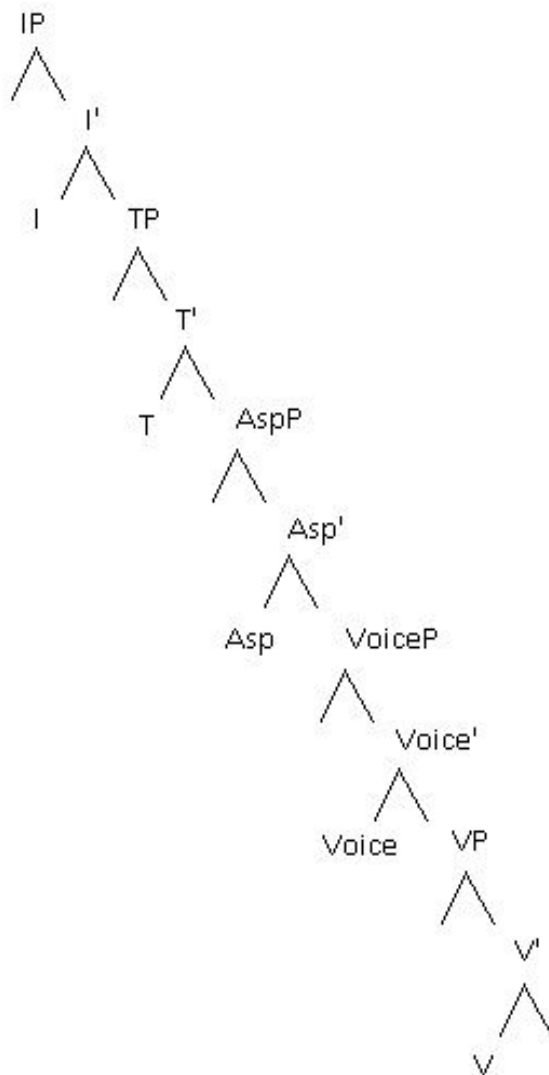 IP
I'
I TP
T'
T AspP
Asp'
Asp VoiceP
Voice'
Voice VP
V'
V